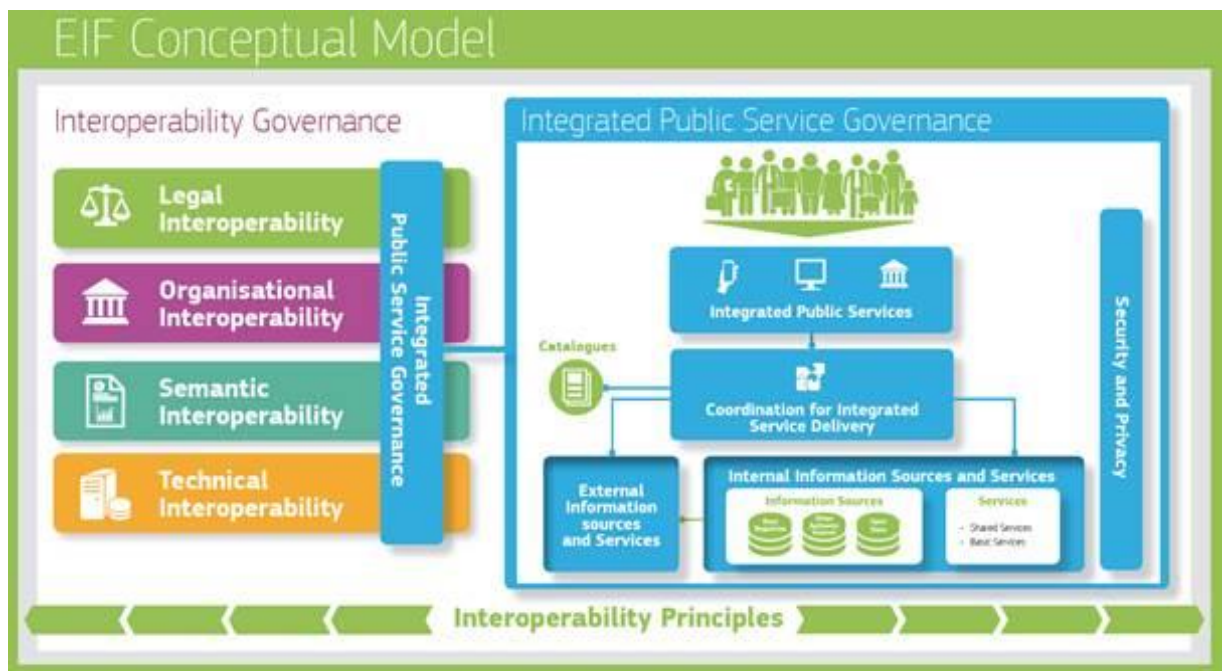 EIF Conceptual Model
Interoperability Governance
Legal
Interoperability
Organisational
Interoperability
Semantic
Interoperability
Technical
Interoperability
Integrated
Public Service Governance
Integrated Public Service Governance
Integrated Public Services
Catalogues
Coordination for Integrated
Service Delivery
External
Information
sources
and Services
Internal Information Sources and Services
Information Sources
Services
- Shared Services
- Basic Services
Security and Privacy
Interoperability Principles